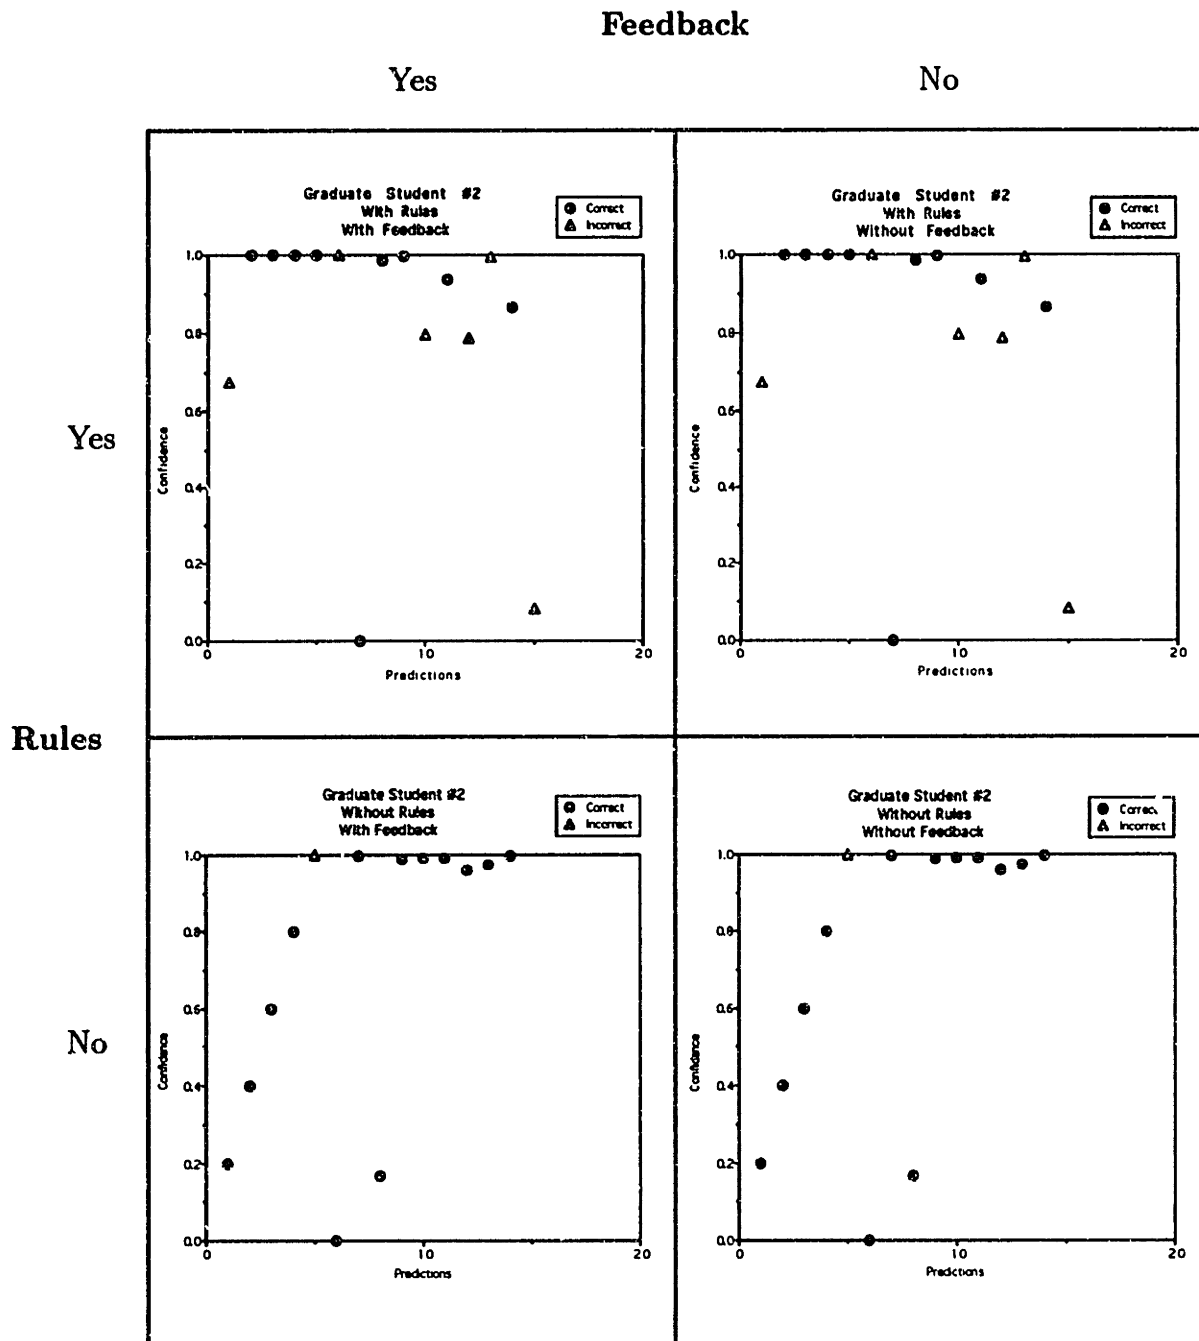 Feedback
Yes
No
Graduate Student #2
With Rules
With Feedback
Correct
Incorrect
1.0
0.8
0.6
0.4
0.2
0.0
Confidence
0
10
20
Predictions
Graduate Student #2
With Rules
Without Feedback
Correct
Incorrect
1.0
0.8
0.6
0.4
0.2
0.0
Confidence
0
10
20
Predictions
Yes
Rules
Graduate Student #2
Without Rules
With Feedback
Correct
Incorrect
1.0
0.8
0.6
0.4
0.2
0.0
Confidence
0
10
20
Predictions
Graduate Student #2
Without Rules
Without Feedback
Correct
Incorrect
1.0
0.8
0.6
0.4
0.2
0.0
Confidence
0
10
20
Predictions
No